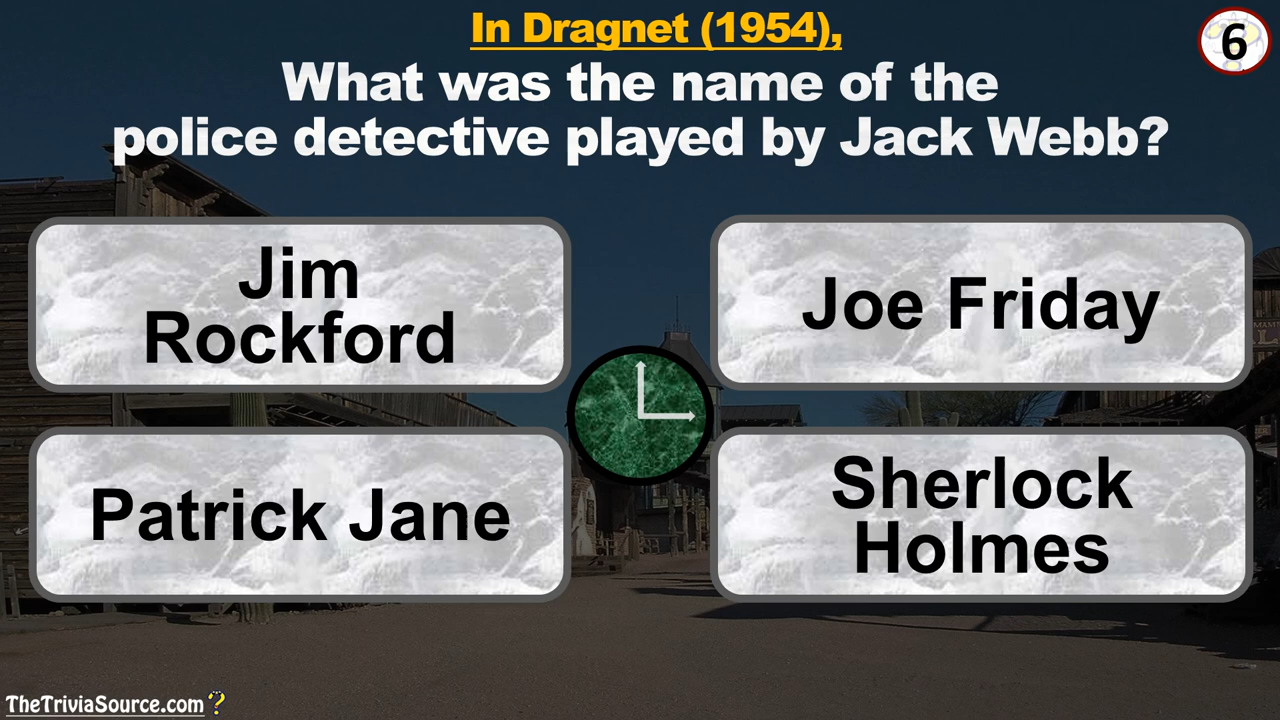 In Dragnet (1954),
6
What was the name of the
police detective played by Jack Webb?
Jim
Rockford
Joe Friday
Patrick Jane
Sherlock
Holmes
TheTriviaSource.com?